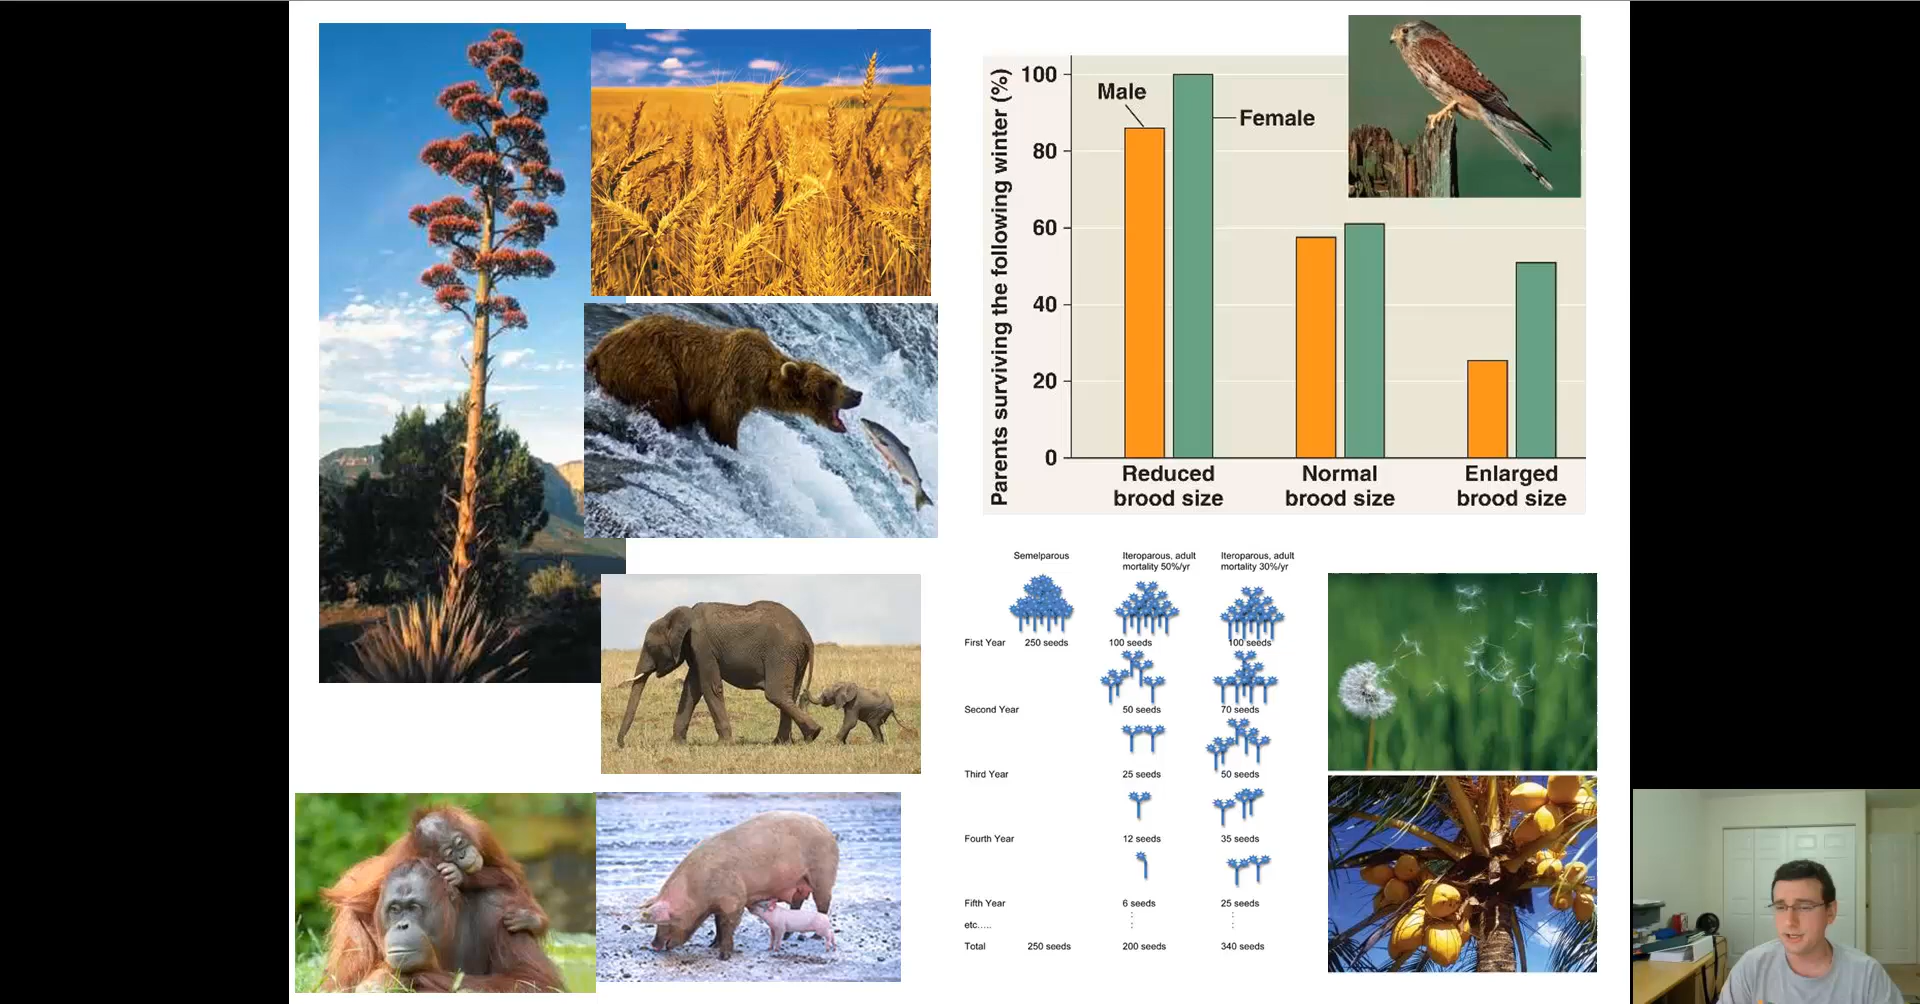 Parents surviving the following winter (%)
100
80
60
40
20
0
Male
Female
Reduced
brood size
Normal
brood size
Enlarged
brood size
Semelparous
Iteroparous, adult
mortality 50%/yr
Iteroparous, adult
mortality 30%/yr
First Year 250 seeds 100 seeds 100 seeds
Second Year 50 seeds 70 seeds
Third Year 25 seeds 50 seeds
Fourth Year 12 seeds 35 seeds
Fifth Year 6 seeds 25 seeds
etc.....
Total 250 seeds 200 seeds 340 seeds